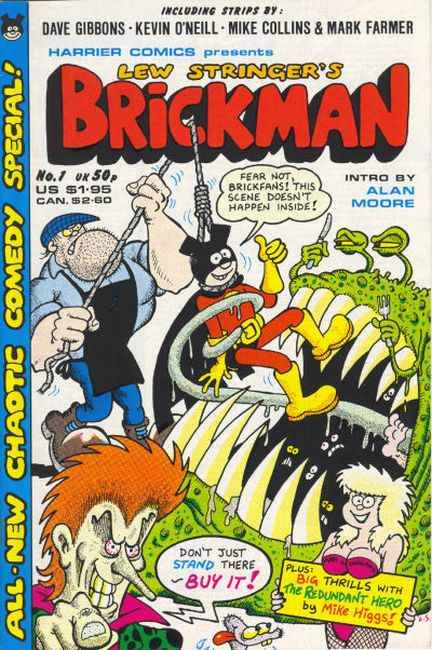 INCLUDING STRIPS BY:
DAVE GIBBONS · KEVIN O'NEILL · MIKE COLLINS & MARK FARMER
HARRIER COMICS presents
LEW STRINGER'S
BRICKMAN
No.1 UK 50p
US $1·95
CAN. $2·60
INTRO BY
ALAN
MOORE
FEAR NOT,
BRICKFANS! THIS
SCENE DOESN'T
HAPPEN INSIDE!
ALL-NEW CHAOTIC COMEDY SPECIAL!
DON'T JUST
STAND THERE
~BUY IT!
PLUS:
BIG THRILLS WITH
THE REDUNDANT HERO
by Mike Higgs!
L.S.